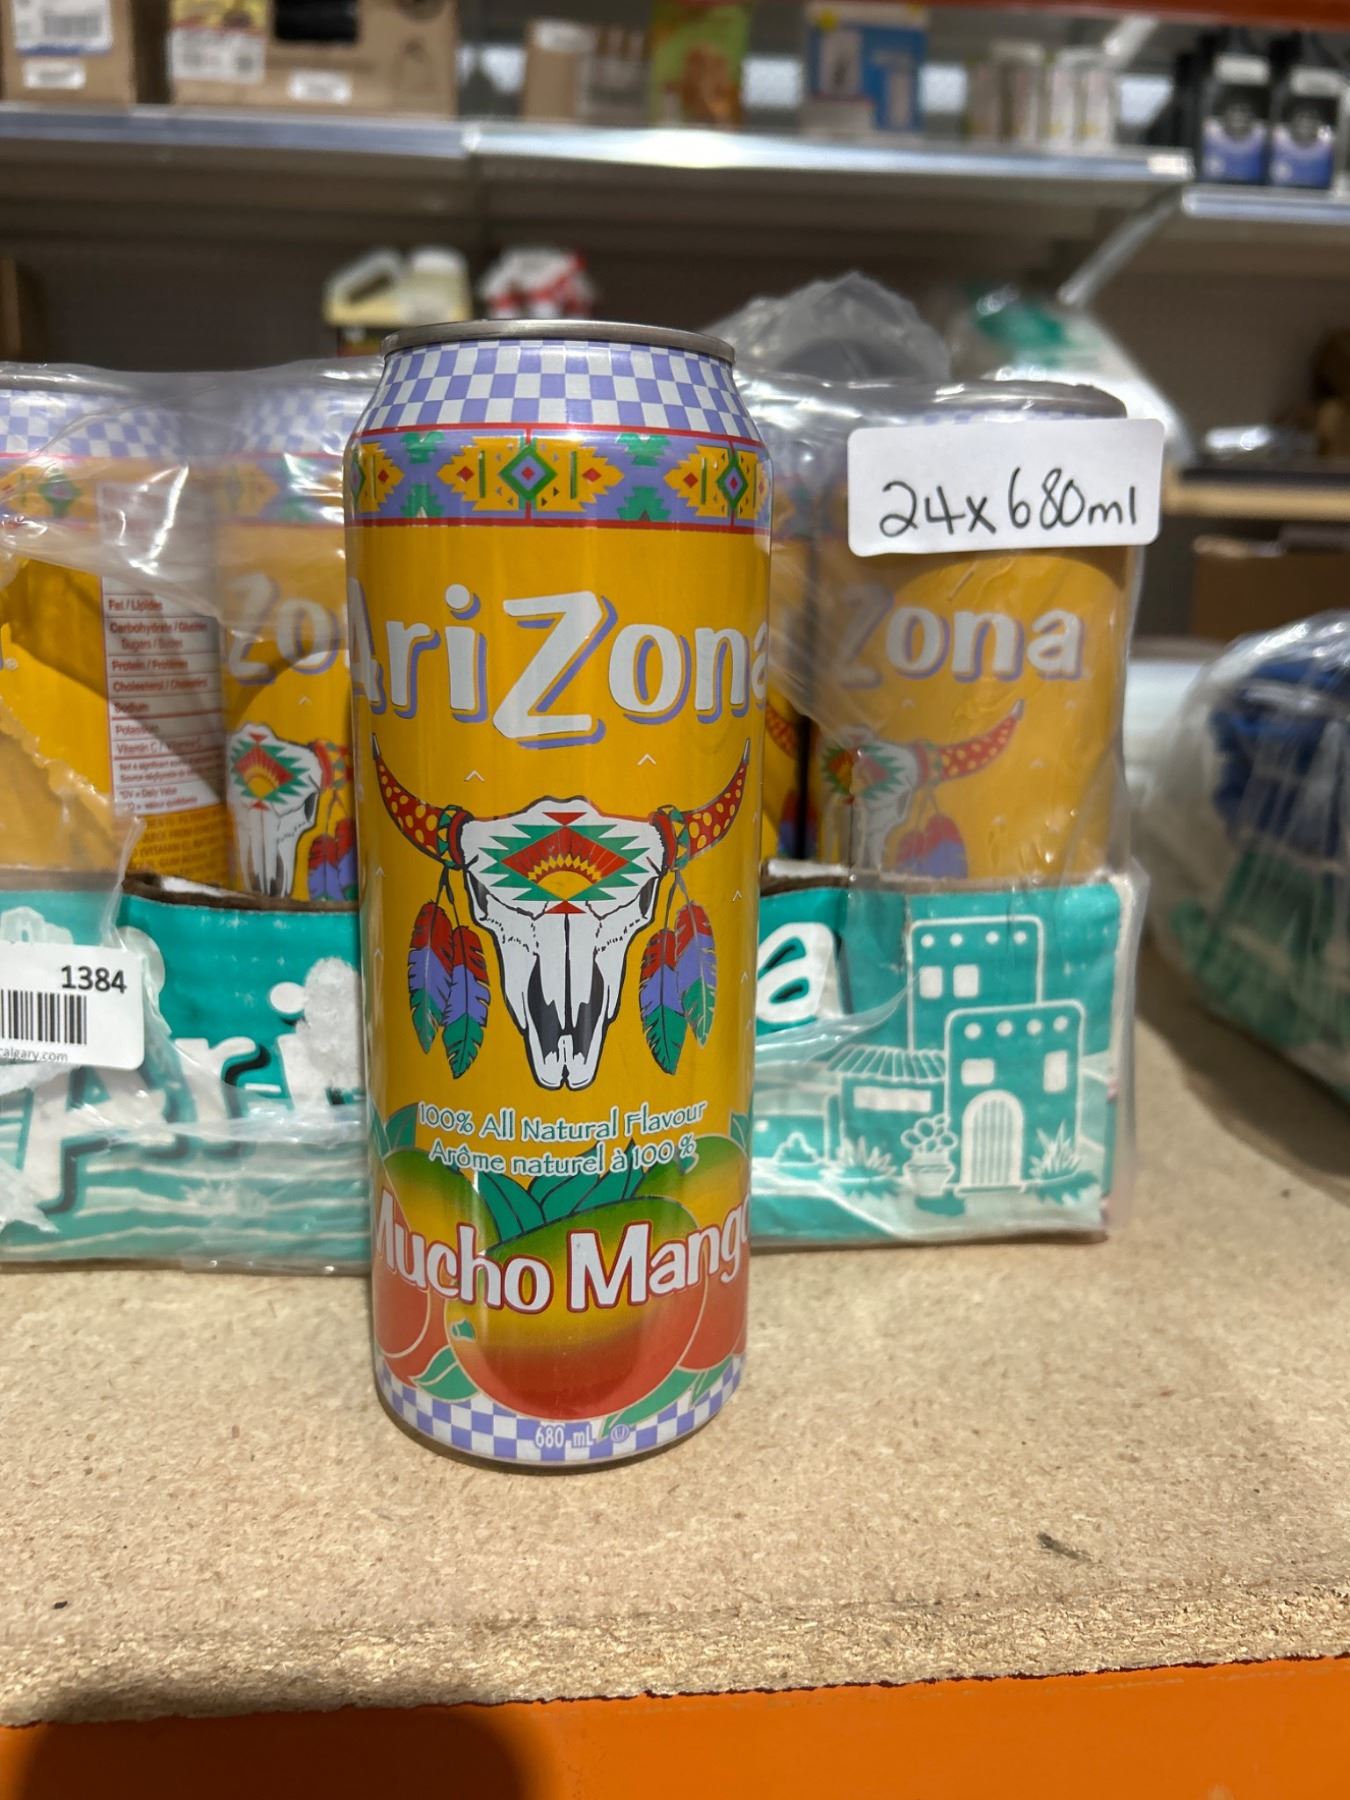 24x680ml
AriZona
zona
Fat / Lipides
Carbohydrate / Glucides
Sugars / Sucres
Protein / Protéines
Cholesterol / Cholestérol
Sodium
Potassium
1384
100% All Natural Flavour
Arôme naturel à 100 %
Mucho Mango
680 mL